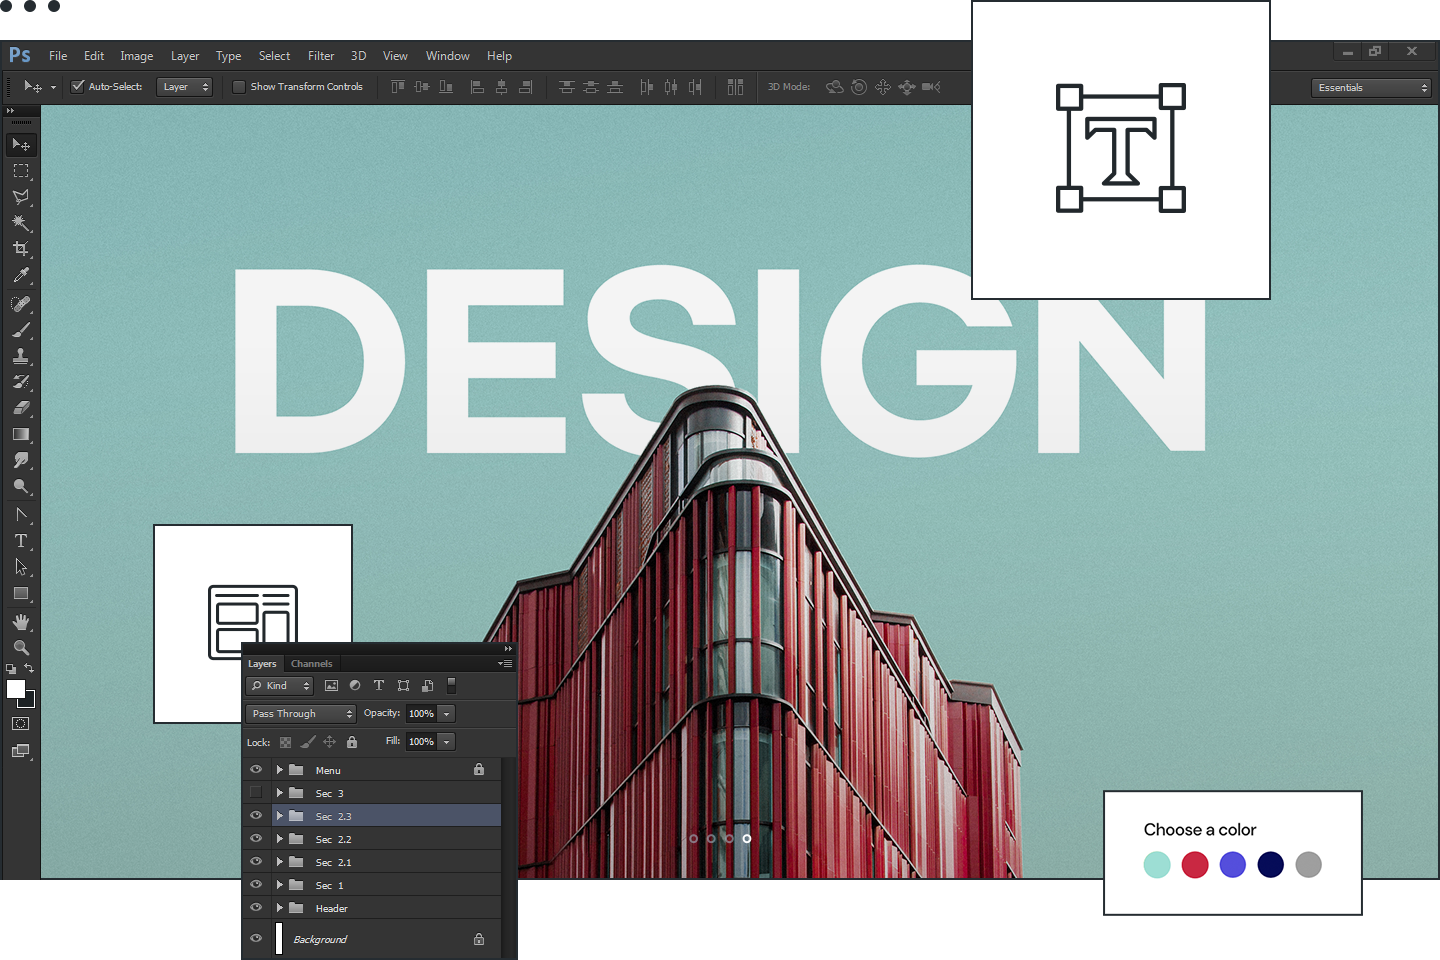 Ps File Edit Image Layer Type Select Filter 3D View Window Help
Auto-Select: Layer Show Transform Controls 3D Mode: Essentials
T
DESIGN
T
Layers Channels
Kind T
Pass Through Opacity: 100%
Lock: Fill: 100%
Menu
Sec 3
Sec 2.3
Sec 2.2
Sec 2.1
Sec 1
Header
Background
Choose a color